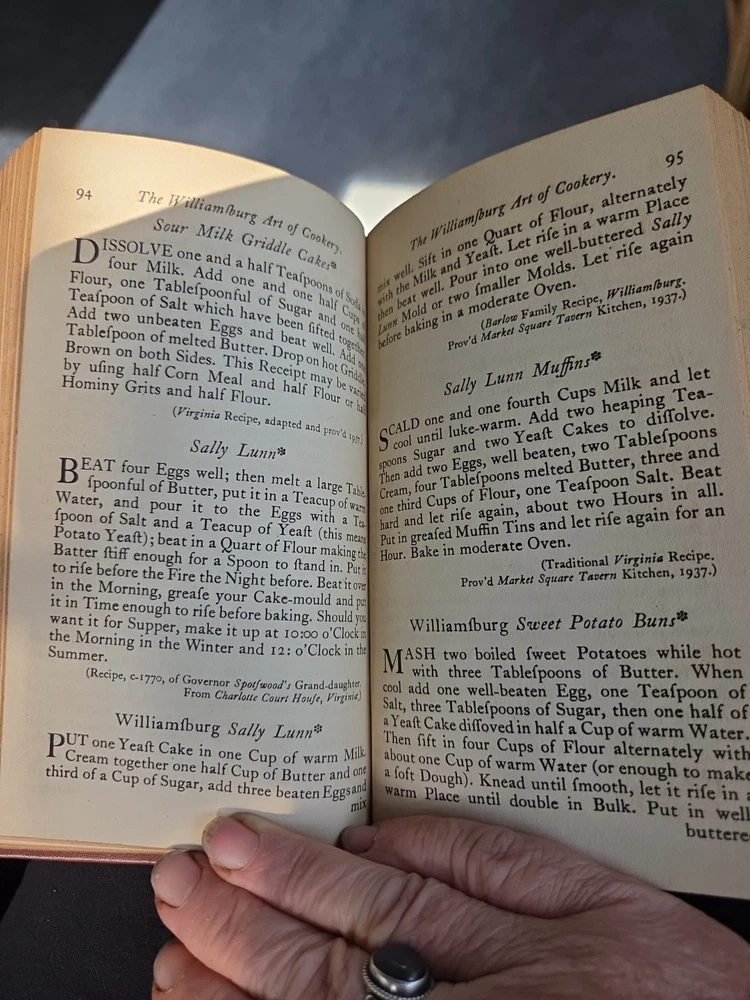 94
The Williamſburg Art of Cookery.
Sour Milk Griddle Cakes*
DISSOLVE one and a half Teaſpoons of Soda
ſour Milk. Add one and one half Cups
Flour, one Tableſpoonful of Sugar and one
Teaſpoon of Salt which have been ſifted together
Add two unbeaten Eggs and beat well. Add one
Tableſpoon of melted Butter. Drop on hot Griddle
Brown on both Sides. This Receipt may be varied
by uſing half Corn Meal and half Flour or half
Hominy Grits and half Flour.
(Virginia Recipe, adapted and prov'd 1937)
Sally Lunn*
BEAT four Eggs well; then melt a large Table-
ſpoonful of Butter, put it in a Teacup of warm
Water, and pour it to the Eggs with a Tea-
ſpoon of Salt and a Teacup of Yeaſt (this means
Potato Yeaſt); beat in a Quart of Flour making the
Batter ſtiff enough for a Spoon to ſtand in. Put it
to riſe before the Fire the Night before. Beat it over
in the Morning, greaſe your Cake-mould and put
it in Time enough to riſe before baking. Should you
want it for Supper, make it up at 10:00 o'Clock in
the Morning in the Winter and 12: o'Clock in the
Summer.
(Recipe, c-1770, of Governor Spotſwood's Grand-daughter.
From Charlotte Court Houſe, Virginia.)
Williamſburg Sally Lunn*
PUT one Yeaſt Cake in one Cup of warm Milk.
Cream together one half Cup of Butter and one
third of a Cup of Sugar, add three beaten Eggs and
mix
95
The Williamſburg Art of Cookery.
mix well. Sift in one Quart of Flour, alternately
with the Milk and Yeaſt. Let riſe in a warm Place
then beat well. Pour into one well-buttered Sally
Lunn Mold or two ſmaller Molds. Let riſe again
before baking in a moderate Oven.
(Barlow Family Recipe, Williamſburg.
Prov'd Market Square Tavern Kitchen, 1937.)
Sally Lunn Muffins*
SCALD one and one fourth Cups Milk and let
cool until luke-warm. Add two heaping Tea-
spoons Sugar and two Yeaſt Cakes to diſſolve.
Then add two Eggs, well beaten, two Tableſpoons
Cream, four Tableſpoons melted Butter, three and
one third Cups of Flour, one Teaſpoon Salt. Beat
hard and let riſe again, about two Hours in all.
Put in greaſed Muffin Tins and let riſe again for an
Hour. Bake in moderate Oven.
(Traditional Virginia Recipe.
Prov'd Market Square Tavern Kitchen, 1937.)
Williamſburg Sweet Potato Buns*
MASH two boiled ſweet Potatoes while hot
with three Tableſpoons of Butter. When
cool add one well-beaten Egg, one Teaſpoon of
Salt, three Tableſpoons of Sugar, then one half of
a Yeaſt Cake diſſoved in half a Cup of warm Water.
Then ſift in four Cups of Flour alternately with
about one Cup of warm Water (or enough to make
a ſoft Dough). Knead until ſmooth, let it riſe in a
warm Place until double in Bulk. Put in well
buttere